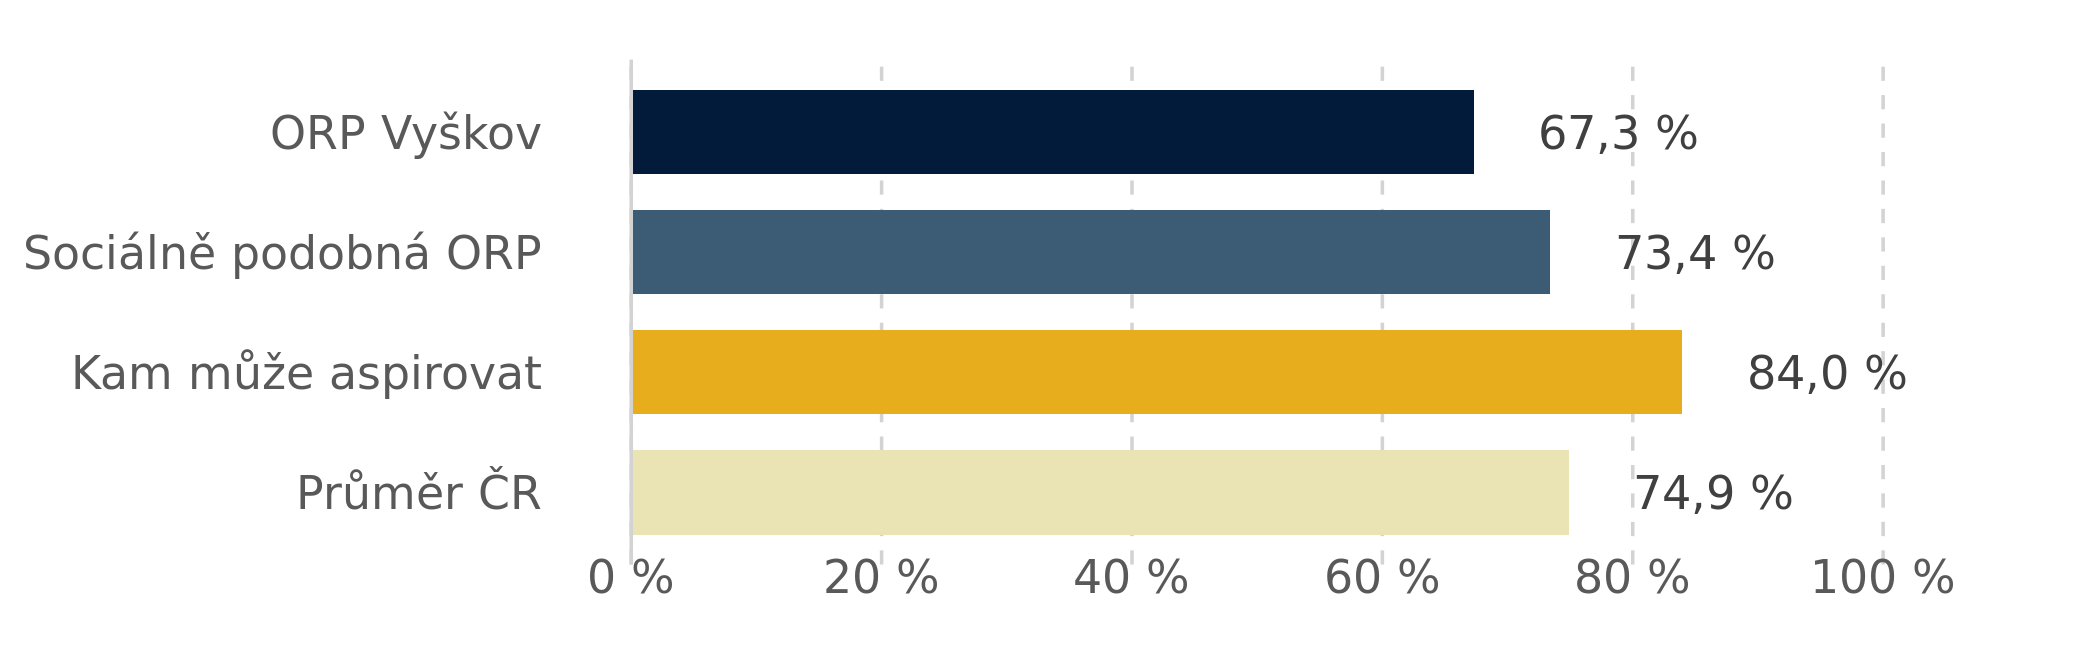 ORP Vyškov 67,3 %
Sociálně podobná ORP 73,4 %
Kam může aspirovat 84,0 %
Průměr ČR 74,9 %
0 % 20 % 40 % 60 % 80 % 100 %